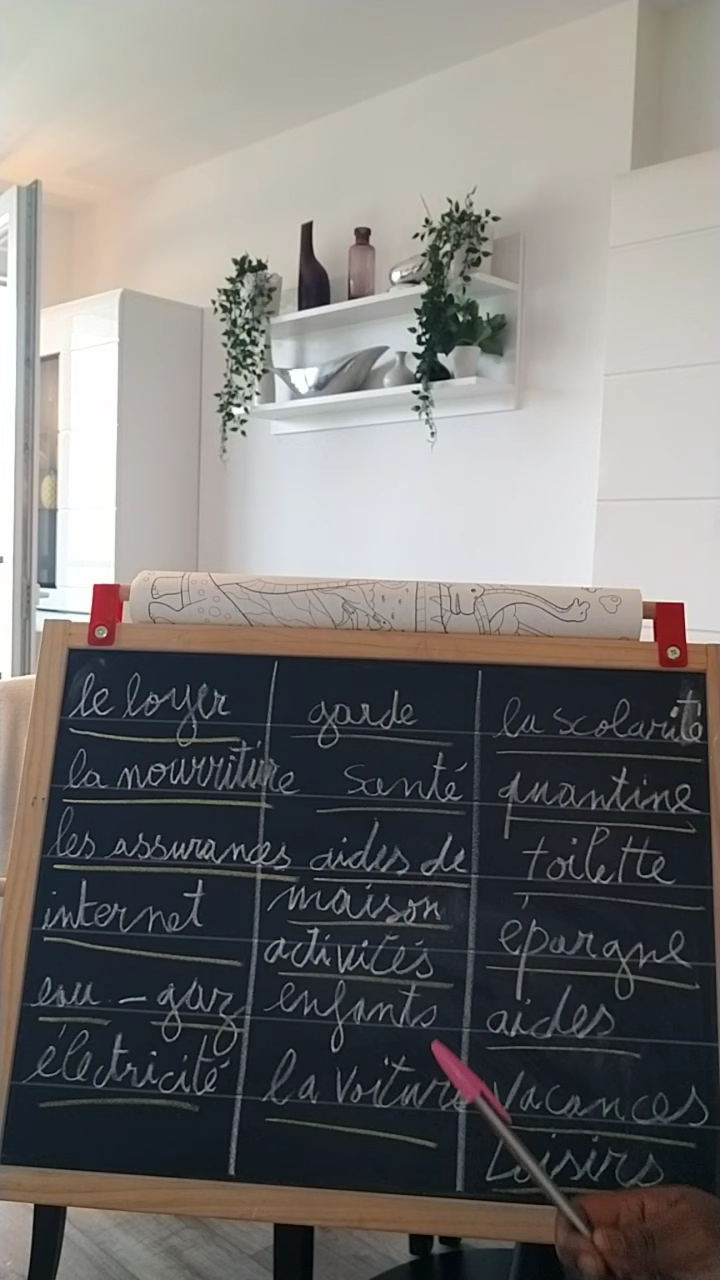 le loyer
la nourriture
les assurances
internet
eau - gaz
électricité
garde
santé
aides de
maison
activités
enfants
la voiture
la scolarité
quantine
toilette
épargne
aides
vacances
Loisirs